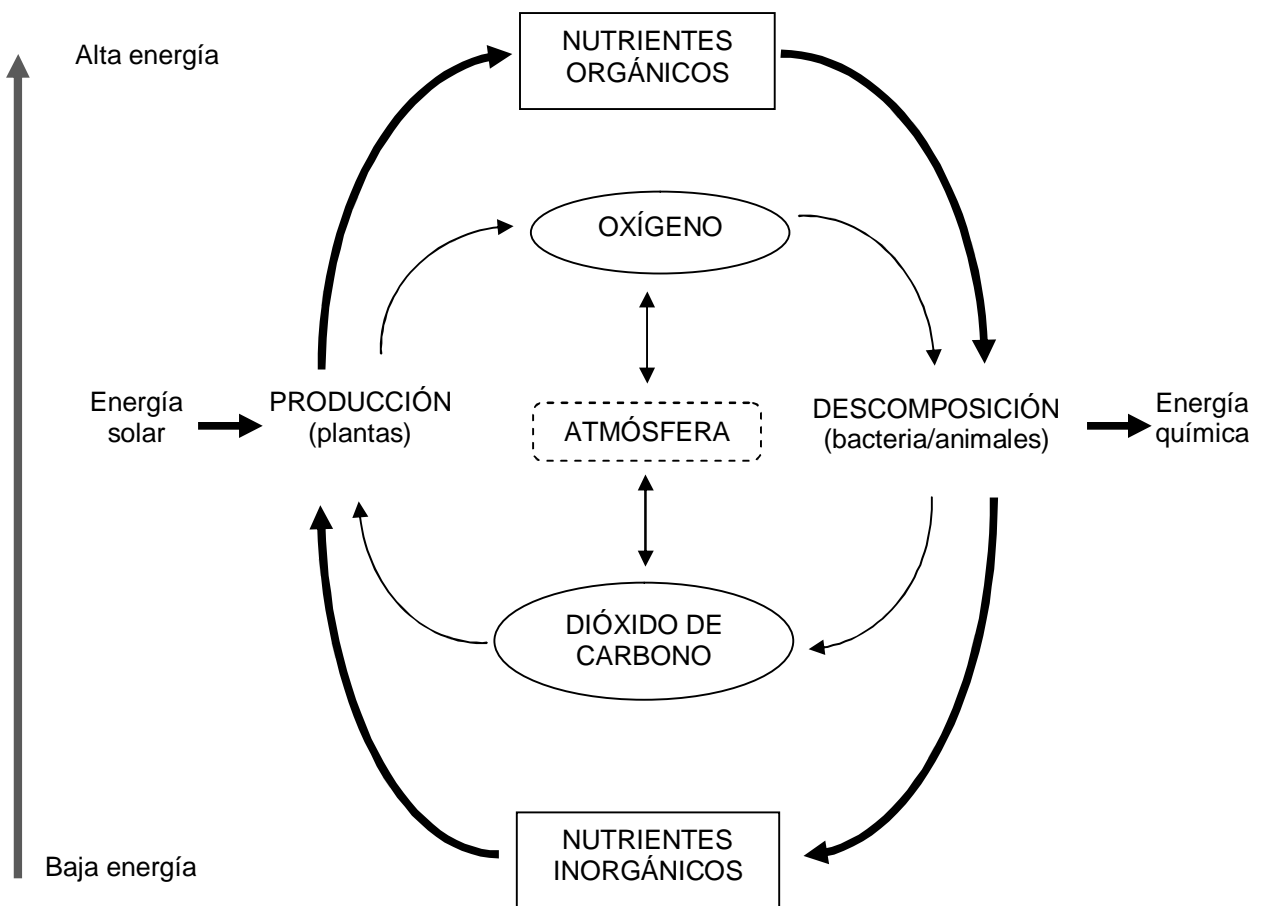 Alta energía
NUTRIENTES
ORGÁNICOS
OXÍGENO
Energía
solar
PRODUCCIÓN
(plantas)
ATMÓSFERA
DESCOMPOSICIÓN
(bacteria/animales)
Energía
química
DIÓXIDO DE
CARBONO
Baja energía
NUTRIENTES
INORGÁNICOS